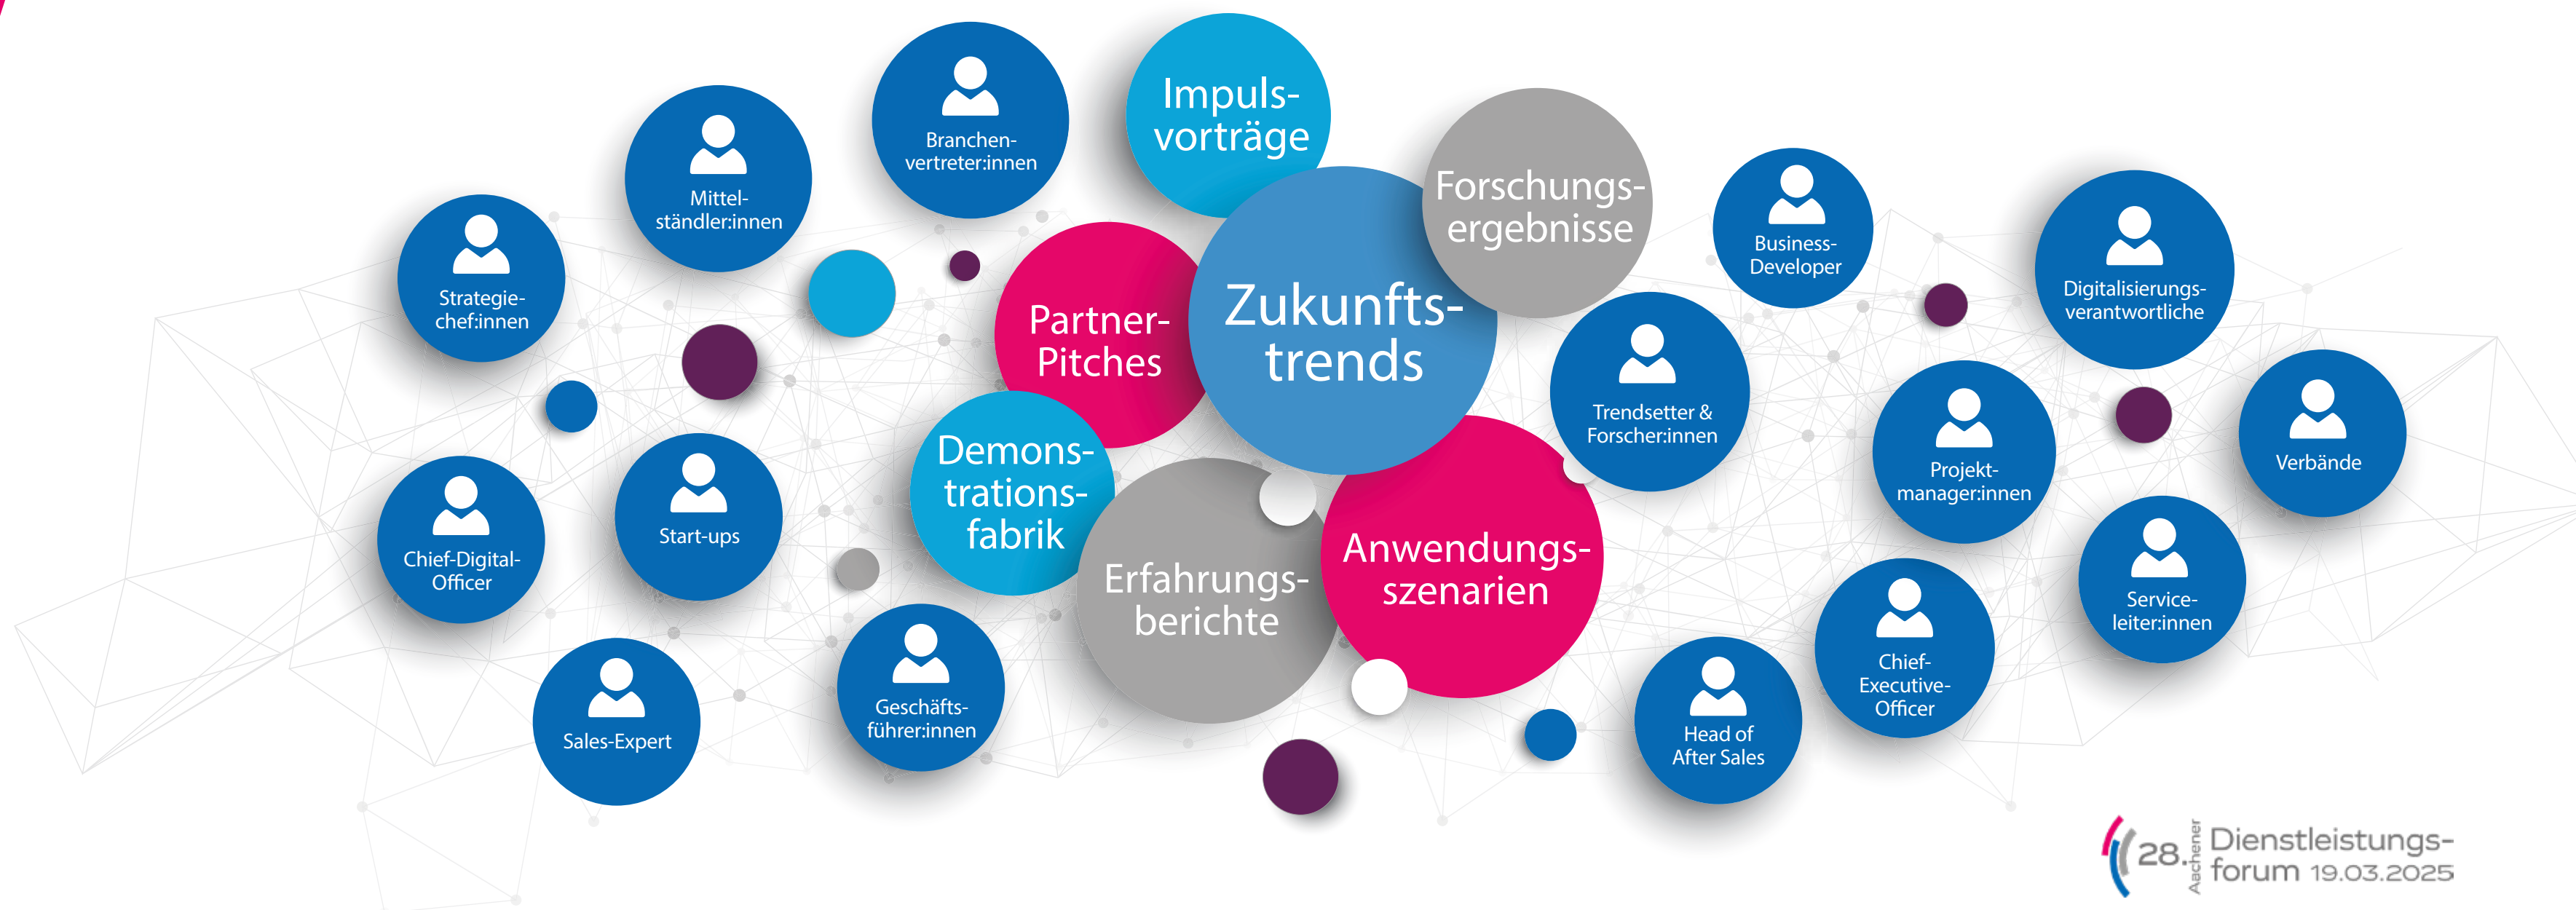 Branchen-
vertreter:innen
Impuls-
vorträge
Mittel-
ständler:innen
Forschungs-
ergebnisse
Business-
Developer
Strategie-
chef:innen
Digitalisierungs-
verantwortliche
Partner-
Pitches
Zukunfts-
trends
Trendsetter &
Forscher:innen
Projekt-
manager:innen
Verbände
Chief-Digital-
Officer
Start-ups
Demons-
trations-
fabrik
Erfahrungs-
berichte
Anwendungs-
szenarien
Service-
leiter:innen
Chief-
Executive-
Officer
Sales-Expert
Geschäfts-
führer:innen
Head of
After Sales
28.
Aachener
Dienstleistungs-
forum 19.03.2025